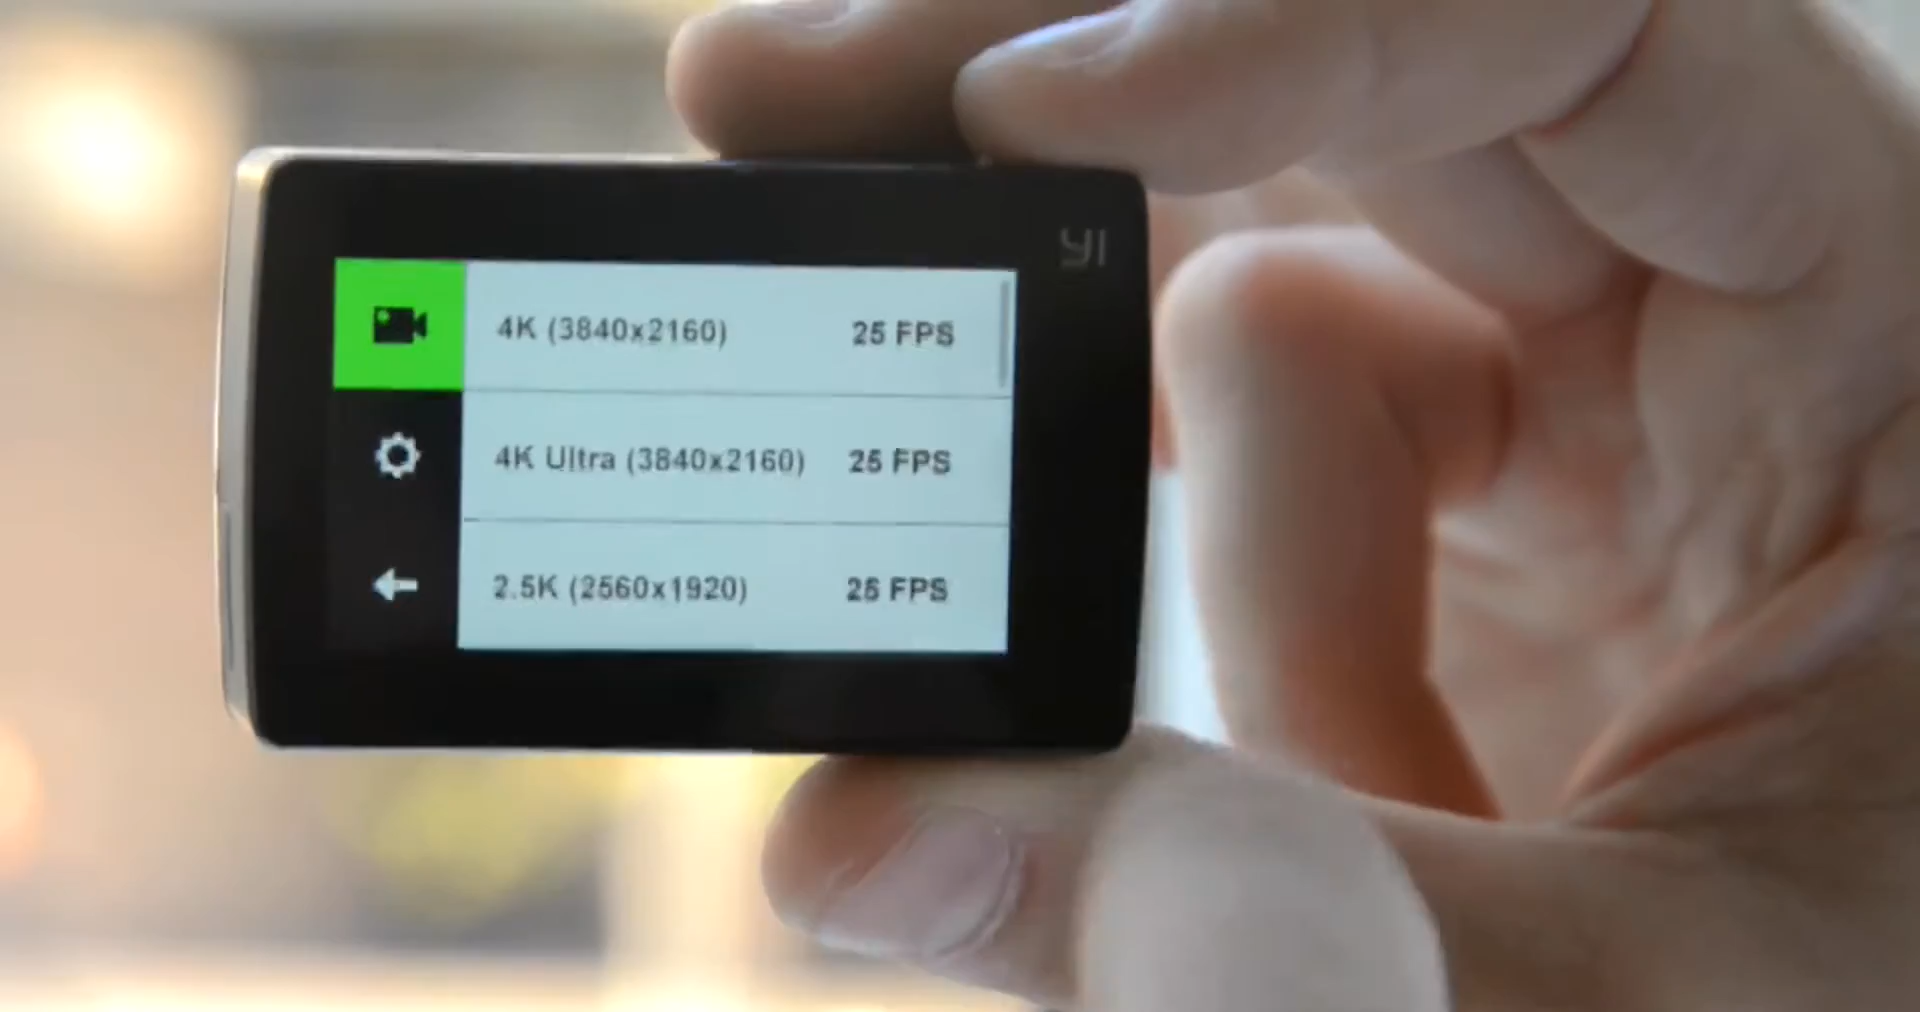 YI
4K (3840x2160) 25 FPS
4K Ultra (3840x2160) 25 FPS
2.5K (2560x1920) 25 FPS